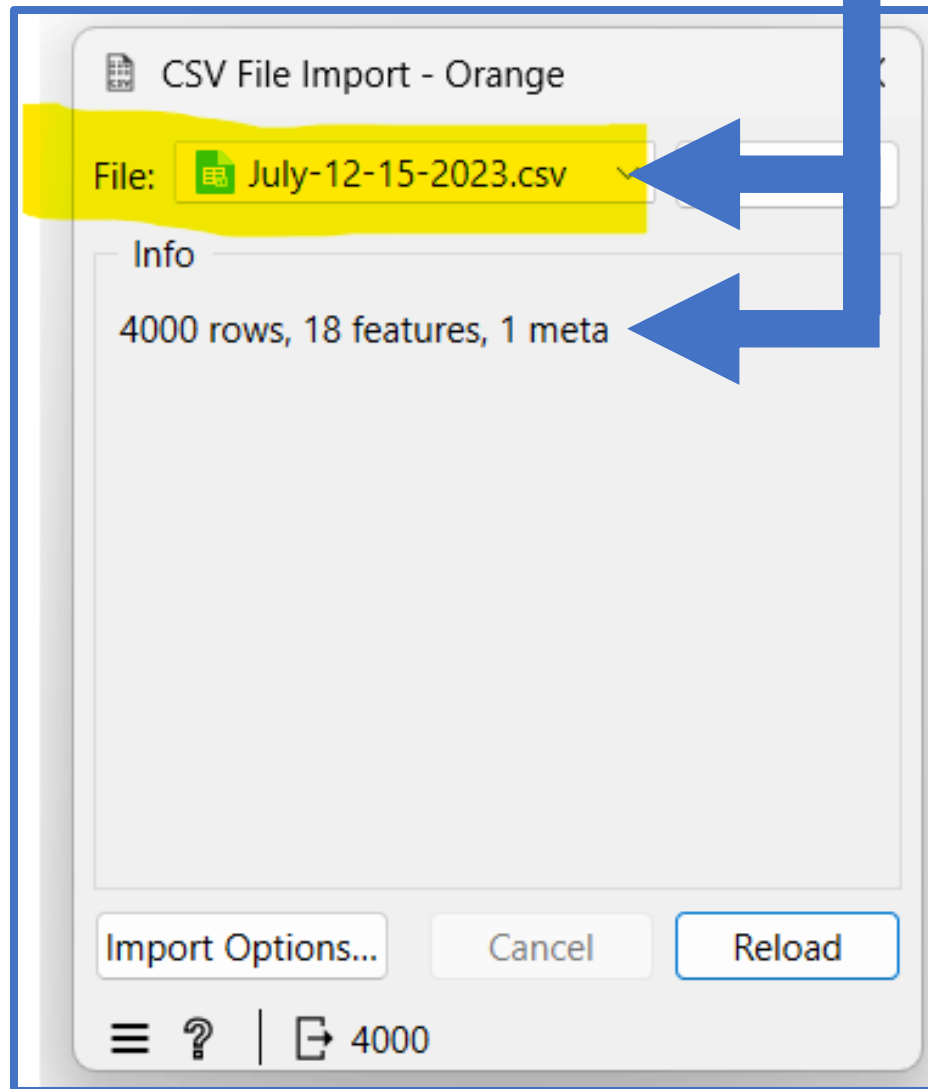 CSV File Import - Orange
File: July-12-15-2023.csv
Info
4000 rows, 18 features, 1 meta
Import Options... Cancel Reload
? 4000